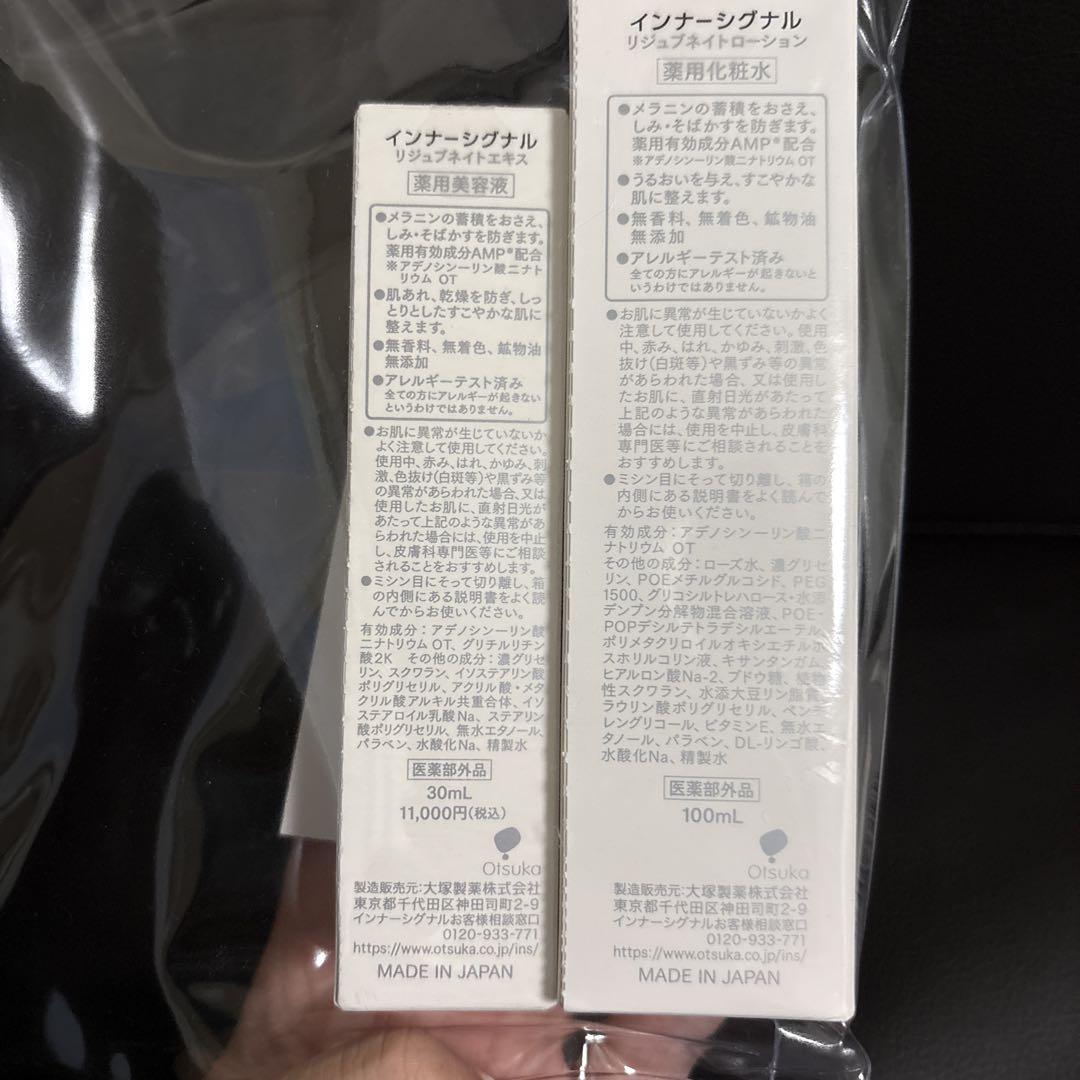 インナーシグナル
リジュブネイトエキス
薬用美容液
●メラニンの蓄積をおさえ、
しみ・そばかすを防ぎます。
薬用有効成分AMP※配合
※アデノシン一リン酸二ナト
リウム OT
●肌あれ、乾燥を防ぎ、しっ
とりとしたすこやかな肌に
整えます。
●無香料、無着色、鉱物油
無添加
●アレルギーテスト済み
全ての方にアレルギーが起きない
というわけではありません。
●お肌に異常が生じていないか
よく注意して使用してください。
使用中、赤み、はれ、かゆみ、刺
激、色抜け(白斑等)や黒ずみ等
の異常があらわれた場合、又は
使用したお肌に、直射日光が
あたって上記のような異常があ
らわれた場合には、使用を中止
し、皮膚科専門医等にご相談
されることをおすすめします。
●ミシン目にそって切り離し、箱
の内側にある説明書をよく読
んでからお使いください。
有効成分：アデノシン一リン酸
二ナトリウム OT、グリチルリチン
酸2K その他の成分：濃グリセ
リン、スクワラン、イソステアリン酸
ポリグリセリル、アクリル酸・メタ
クリル酸アルキル共重合体、イソ
ステアロイル乳酸Na、ステアリン
酸ポリグリセリル、無水エタノール、
パラベン、水酸化Na、精製水
医薬部外品
30mL
11,000円(税込)
Otsuka
製造販売元：大塚製薬株式会社
東京都千代田区神田司町2-9
インナーシグナルお客様相談窓口
0120-933-771
https://www.otsuka.co.jp/ins/
MADE IN JAPAN
インナーシグナル
リジュブネイトローション
薬用化粧水
●メラニンの蓄積をおさえ、
しみ・そばかすを防ぎます。
薬用有効成分AMP※配合
※アデノシン一リン酸二ナトリウム OT
●うるおいを与え、すこやかな
肌に整えます。
●無香料、無着色、鉱物油
無添加
●アレルギーテスト済み
全ての方にアレルギーが起きないと
いうわけではありません。
●お肌に異常が生じていないかよく
注意して使用してください。使用
中、赤み、はれ、かゆみ、刺激、色
抜け(白斑等)や黒ずみ等の異常
があらわれた場合、又は使用し
たお肌に、直射日光があたって
上記のような異常があらわれた
場合には、使用を中止し、皮膚科
専門医等にご相談されることを
おすすめします。
●ミシン目にそって切り離し、箱の
内側にある説明書をよく読んで
からお使いください。
有効成分：アデノシン一リン酸二
ナトリウム OT
その他の成分：ローズ水、濃グリセ
リン、POEメチルグルコシド、PEG
1500、グリコシルトレハロース・水添
デンプン分解物混合溶液、POE・
POPデシルテトラデシルエーテル、
ポリメタクリロイルオキシエチルホ
スホリルコリン液、キサンタンガム、
ヒアルロン酸Na-2、ブドウ糖、植物
性スクワラン、水添大豆リン脂質、
ラウリン酸ポリグリセリル、ペンチ
レングリコール、ビタミンE、無水エ
タノール、パラベン、DL-リンゴ酸、
水酸化Na、精製水
医薬部外品
100mL
Otsuka
製造販売元：大塚製薬株式会社
東京都千代田区神田司町2-9
インナーシグナルお客様相談窓口
0120-933-771
https://www.otsuka.co.jp/ins/
MADE IN JAPAN